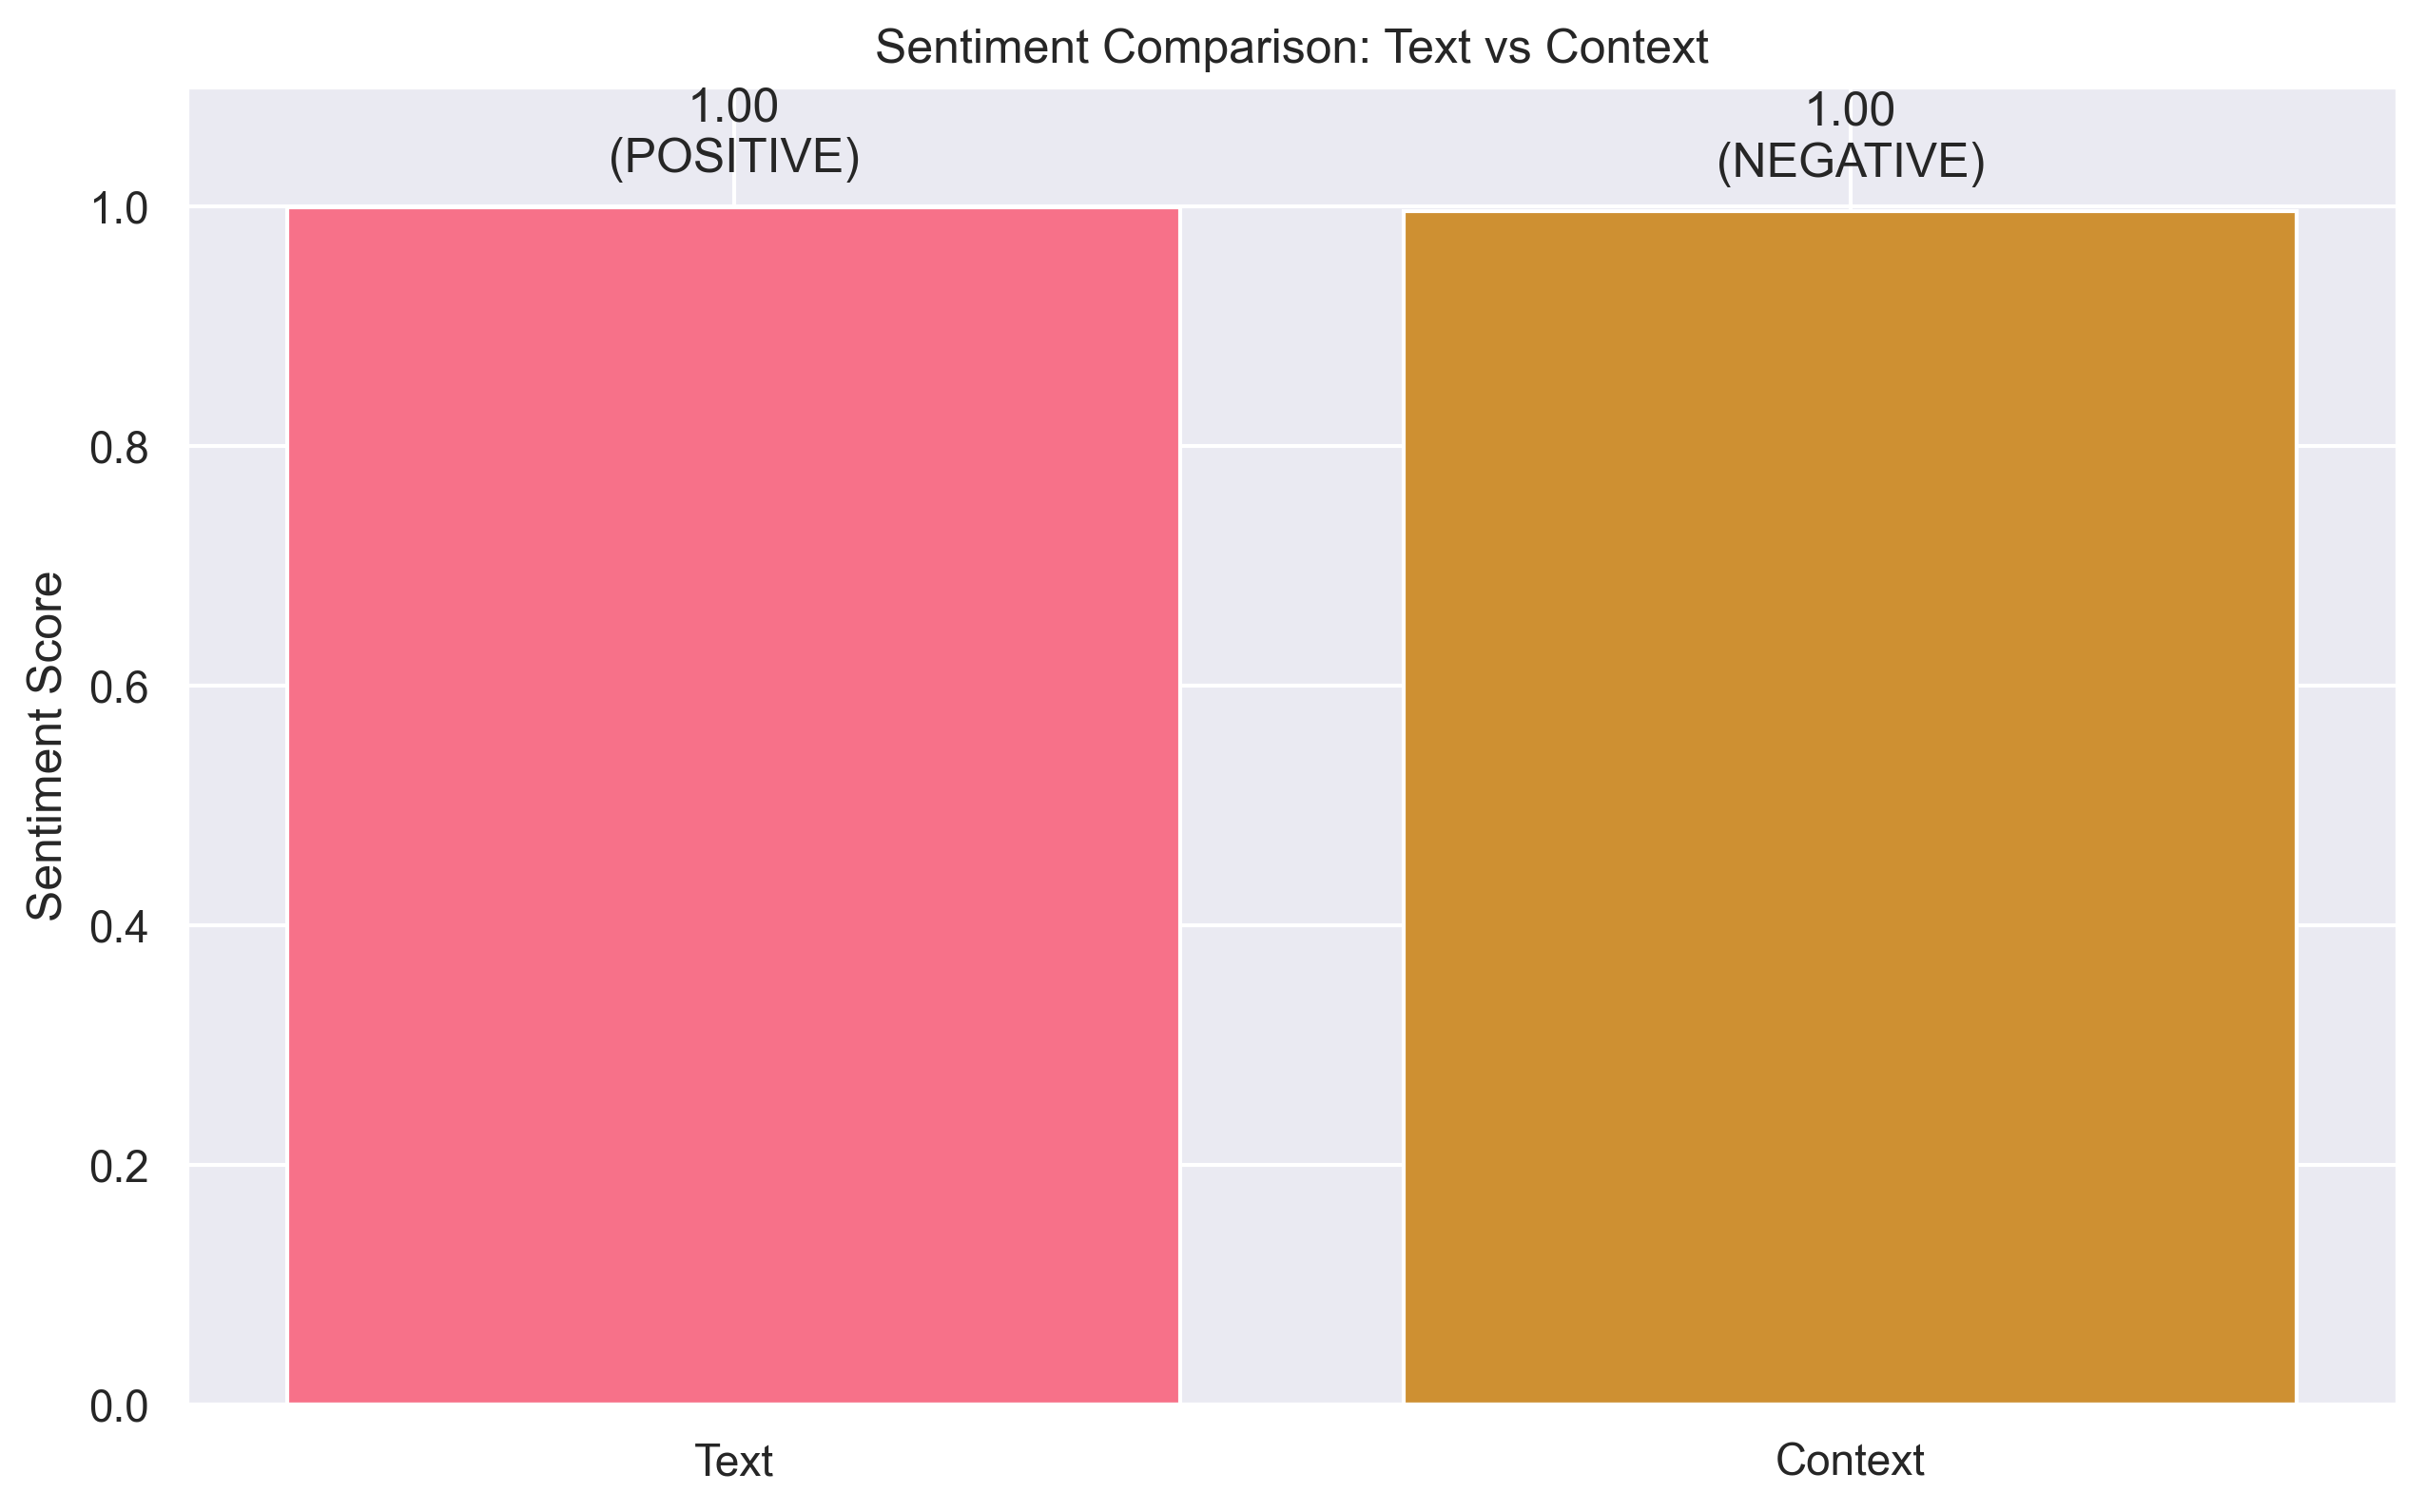 Sentiment Comparison: Text vs Context
1.00
(POSITIVE)
1.00
(NEGATIVE)
1.0
0.8
0.6
0.4
0.2
0.0
Sentiment Score
Text
Context